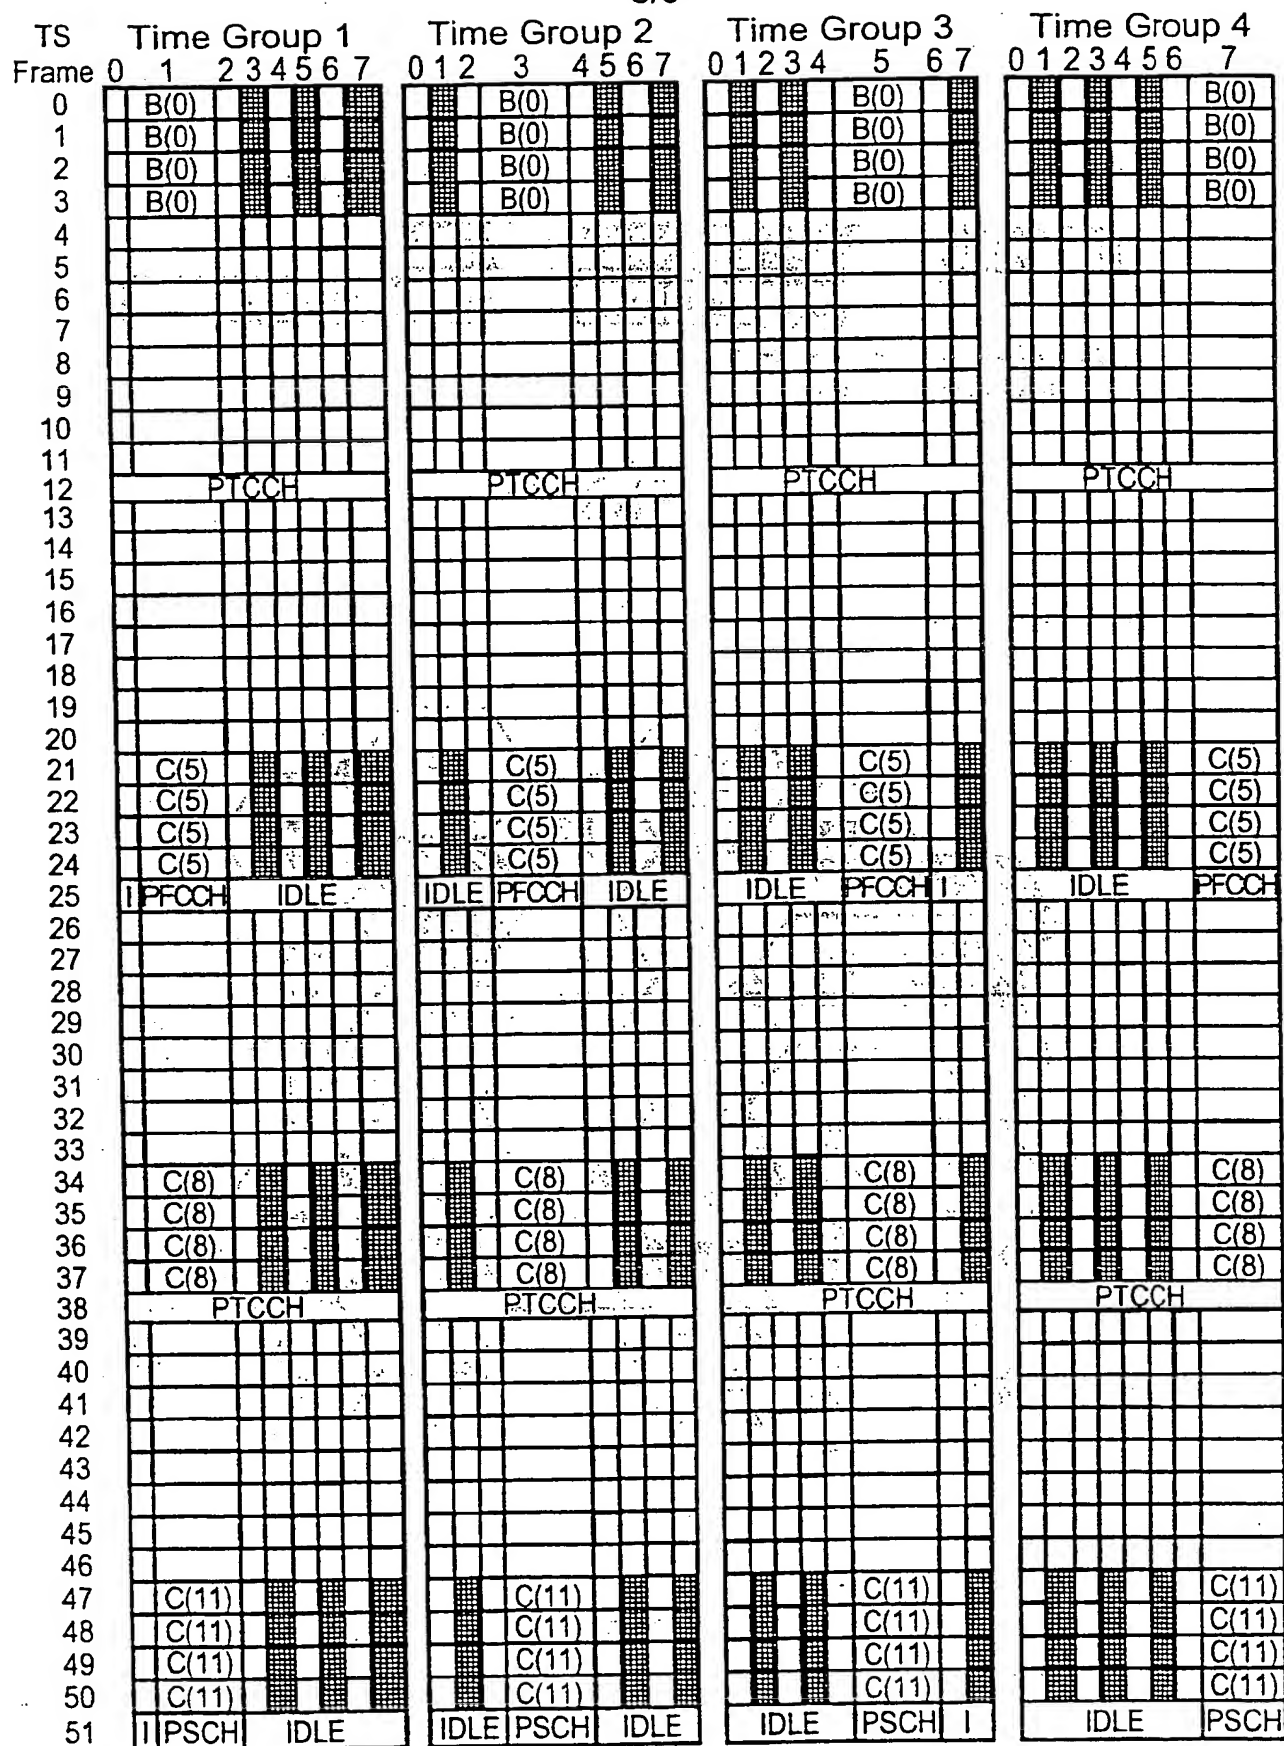 TS Time Group 1 Time Group 2 Time Group 3 Time Group 4
Frame 0 1 2 3 4 5 6 7 0 1 2 3 4 5 6 7 0 1 2 3 4 5 6 7 0 1 2 3 4 5 6 7
0 B(0) B(0) B(0) B(0)
1 B(0) B(0) B(0) B(0)
2 B(0) B(0) B(0) B(0)
3 B(0) B(0) B(0) B(0)
4
5
6
7
8
9
10
11
12 PTCCH PTCCH PTCCH PTCCH
13
14
15
16
17
18
19
20
21 C(5) C(5) C(5) C(5)
22 C(5) C(5) C(5) C(5)
23 C(5) C(5) C(5) C(5)
24 C(5) C(5) C(5) C(5)
25 I PFCCH IDLE IDLE PFCCH IDLE IDLE PFCCH I IDLE PFCCH
26
27
28
29
30
31
32
33
34 C(8) C(8) C(8) C(8)
35 C(8) C(8) C(8) C(8)
36 C(8) C(8) C(8) C(8)
37 C(8) C(8) C(8) C(8)
38 PTCCH PTCCH PTCCH PTCCH
39
40
41
42
43
44
45
46
47 C(11) C(11) C(11) C(11)
48 C(11) C(11) C(11) C(11)
49 C(11) C(11) C(11) C(11)
50 C(11) C(11) C(11) C(11)
51 I PSCH IDLE IDLE PSCH IDLE IDLE PSCH I IDLE PSCH